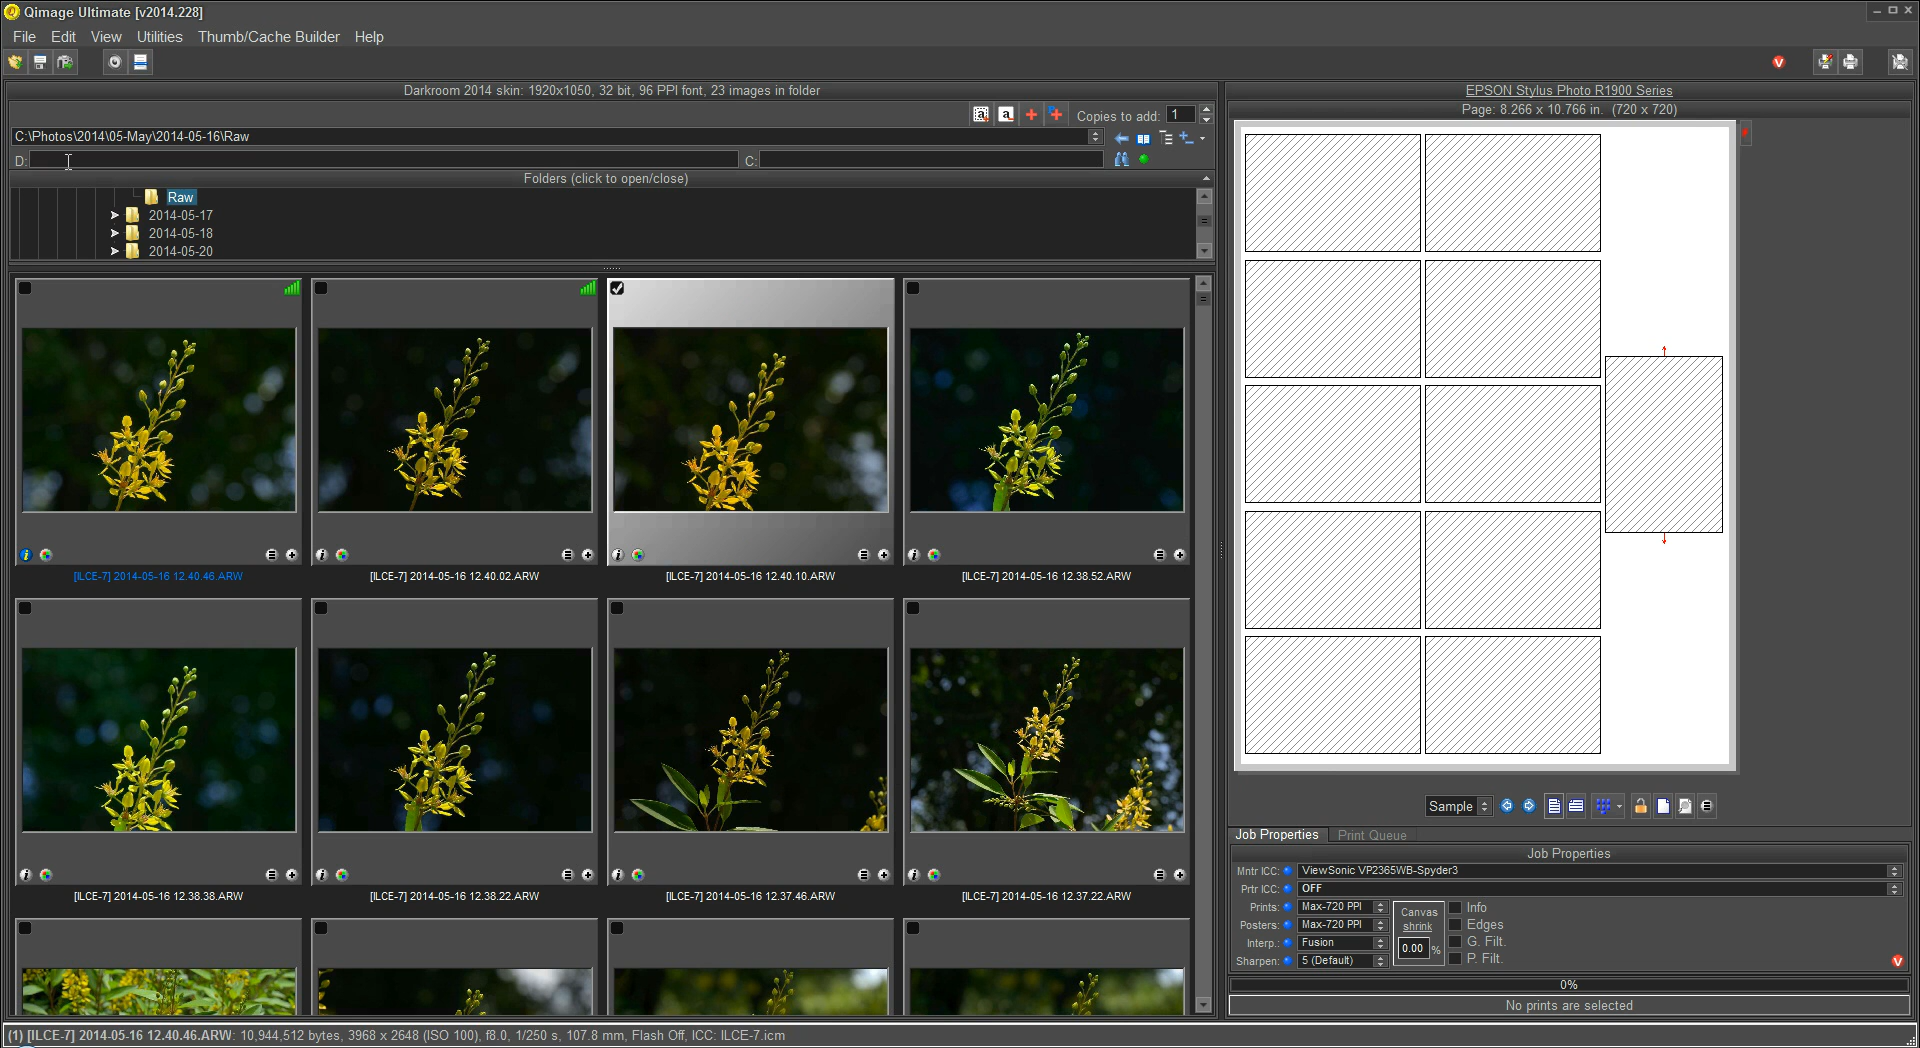 Qimage Ultimate [v2014.228]
File Edit View Utilities Thumb/Cache Builder Help
Darkroom 2014 skin: 1920x1050, 32 bit, 96 PPI font, 23 images in folder
Copies to add: 1
C:\Photos\2014\05-May\2014-05-16\Raw
D: C:
Folders (click to open/close)
Raw
2014-05-17
2014-05-18
2014-05-20
[ILCE-7] 2014-05-16 12.40.46.ARW
[ILCE-7] 2014-05-16 12.40.02.ARW
[ILCE-7] 2014-05-16 12.40.10.ARW
[ILCE-7] 2014-05-16 12.38.52.ARW
[ILCE-7] 2014-05-16 12.38.38.ARW
[ILCE-7] 2014-05-16 12.38.22.ARW
[ILCE-7] 2014-05-16 12.37.46.ARW
[ILCE-7] 2014-05-16 12.37.22.ARW
EPSON Stylus Photo R1900 Series
Page: 8.266 x 10.766 in. (720 x 720)
Sample
Job Properties Print Queue
Job Properties
Mntr ICC: ViewSonic VP2365WB-Spyder3
Prtr ICC: OFF
Prints: Max-720 PPI
Posters: Max-720 PPI
Interp.: Fusion
Sharpen: 5 (Default)
Canvas
shrink
0.00 %
Info
Edges
G. Filt.
P. Filt.
0%
No prints are selected
(1) [ILCE-7] 2014-05-16 12.40.46.ARW: 10,944,512 bytes, 3968 x 2648 (ISO 100), f8.0, 1/250 s, 107.8 mm, Flash Off, ICC: ILCE-7.icm